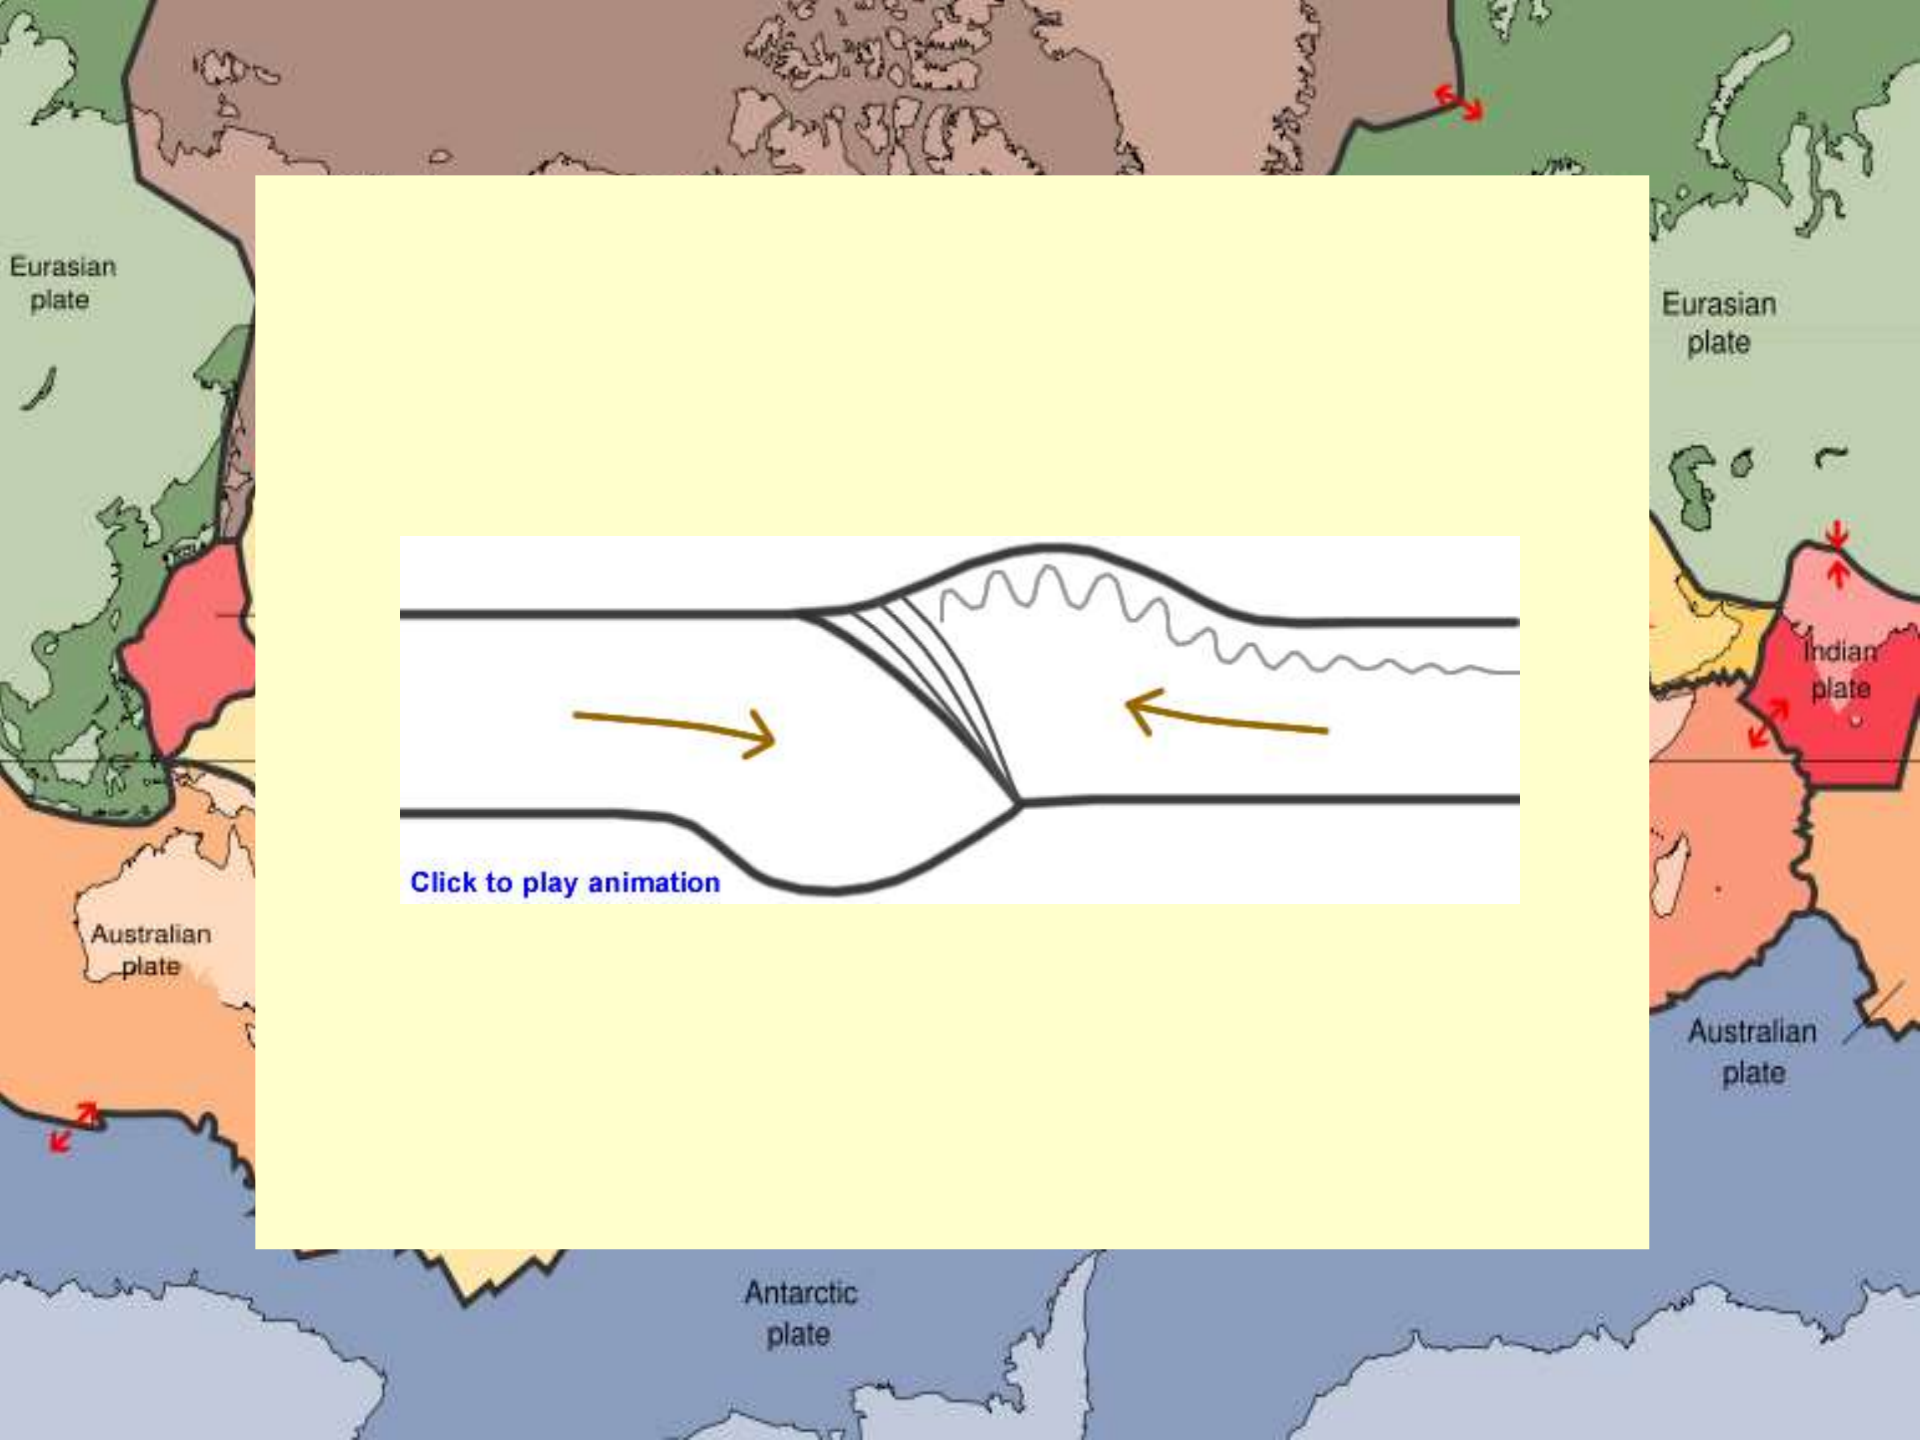 Eurasian
plate
Eurasian
plate
Indian
plate
Click to play animation
Australian
plate
Australian
plate
Antarctic
plate